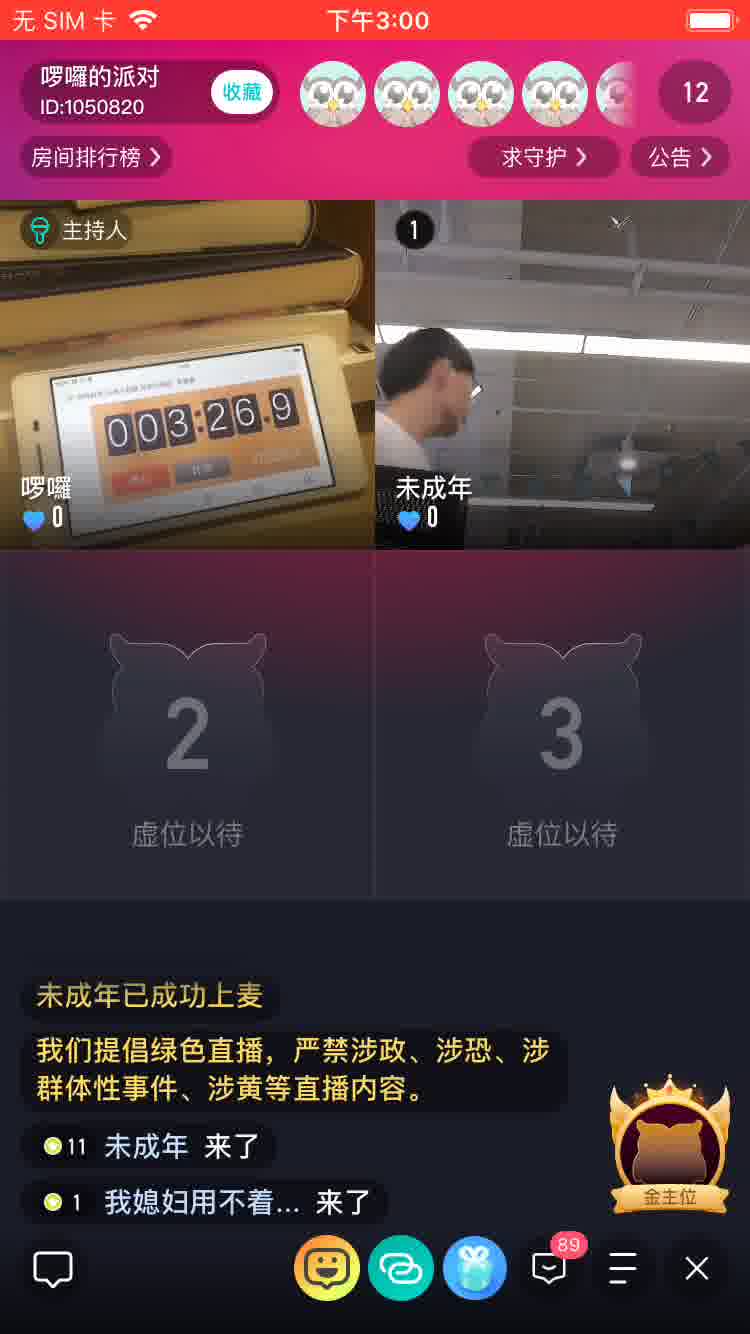 无 SIM 卡
下午3:00
啰囉的派对
ID:1050820
收藏
12
房间排行榜
求守护
公告
主持人
1
003:26.9
啰囉
0
未成年
0
2
虚位以待
3
虚位以待
未成年已成功上麦
我们提倡绿色直播，严禁涉政、涉恐、涉
群体性事件、涉黄等直播内容。
11 未成年 来了
1 我媳妇用不着... 来了
金主位
89